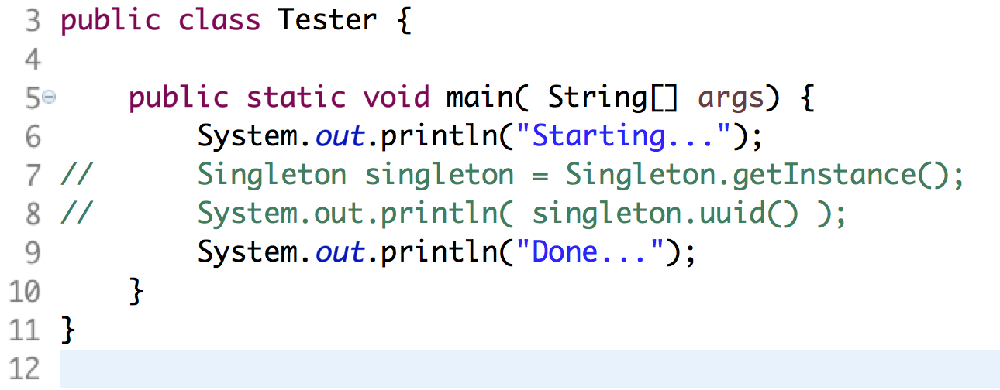 3 public class Tester {
4
5 public static void main( String[] args) {
6 System.out.println("Starting...");
7 // Singleton singleton = Singleton.getInstance();
8 // System.out.println( singleton.uuid() );
9 System.out.println("Done...");
10 }
11 }
12